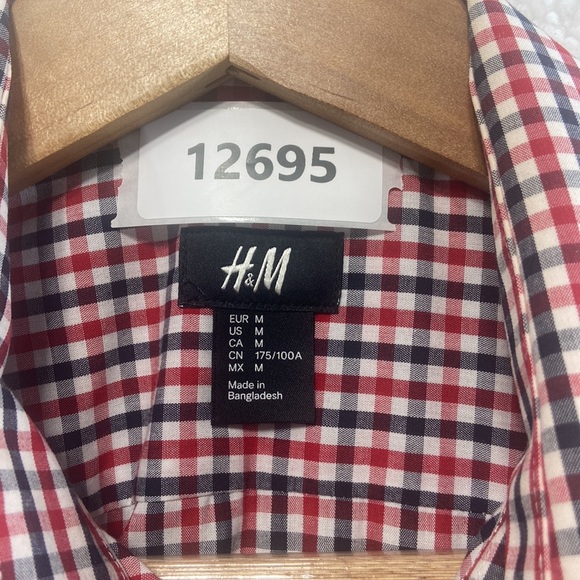 12695
H&M
EUR M
US M
CA M
CN 175/100A
MX M
Made in
Bangladesh